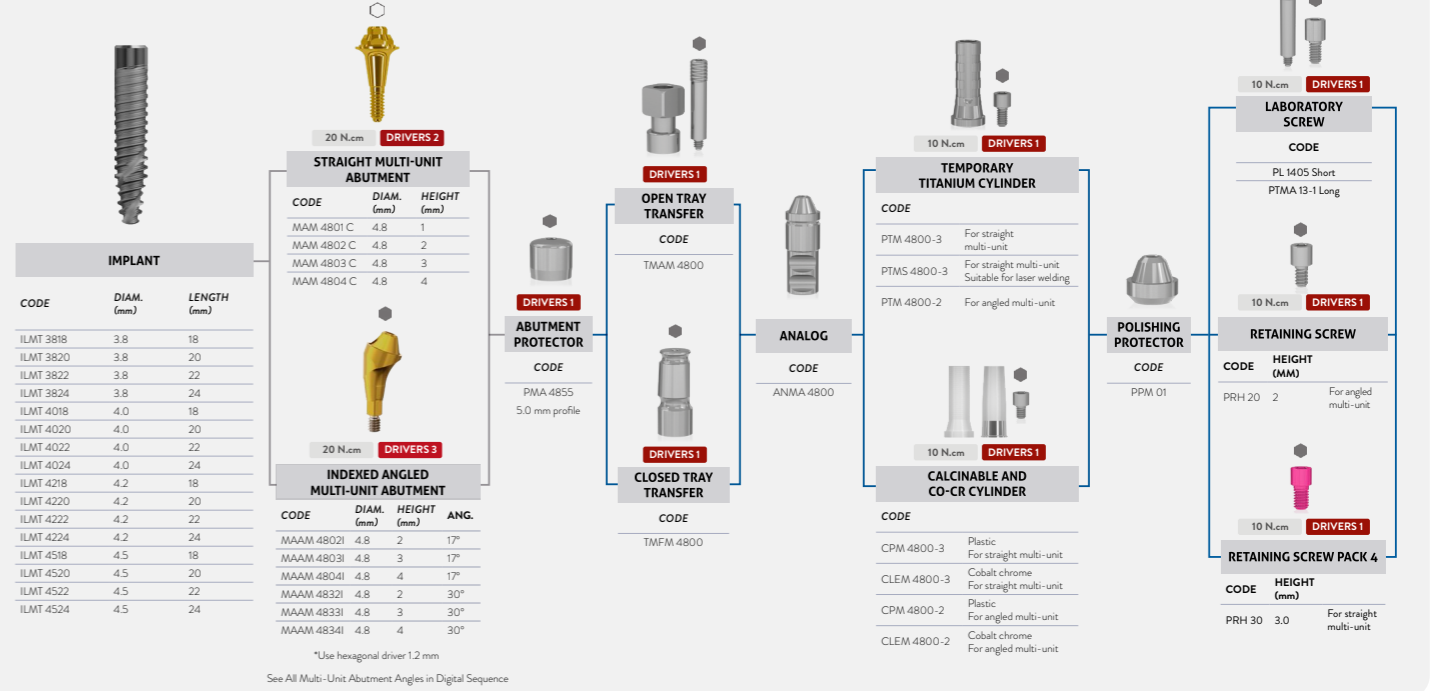 IMPLANT
CODE DIAM. (mm) LENGTH (mm)
ILMT 3818 3.8 18
ILMT 3820 3.8 20
ILMT 3822 3.8 22
ILMT 3824 3.8 24
ILMT 4018 4.0 18
ILMT 4020 4.0 20
ILMT 4022 4.0 22
ILMT 4024 4.0 24
ILMT 4218 4.2 18
ILMT 4220 4.2 20
ILMT 4222 4.2 22
ILMT 4224 4.2 24
ILMT 4518 4.5 18
ILMT 4520 4.5 20
ILMT 4522 4.5 22
ILMT 4524 4.5 24
20 N.cm DRIVERS 2
STRAIGHT MULTI-UNIT
ABUTMENT
CODE DIAM. (mm) HEIGHT (mm)
MAM 4801 C 4.8 1
MAM 4802 C 4.8 2
MAM 4803 C 4.8 3
MAM 4804 C 4.8 4
20 N.cm DRIVERS 3
INDEXED ANGLED
MULTI-UNIT ABUTMENT
CODE DIAM. (mm) HEIGHT (mm) ANG.
MAAM 4802I 4.8 2 17°
MAAM 4803I 4.8 3 17°
MAAM 4804I 4.8 4 17°
MAAM 4832I 4.8 2 30°
MAAM 4833I 4.8 3 30°
MAAM 4834I 4.8 4 30°
*Use hexagonal driver 1.2 mm
See All Multi-Unit Abutment Angles in Digital Sequence
DRIVERS 1
ABUTMENT
PROTECTOR
CODE
PMA 4855
5.0 mm profile
DRIVERS 1
OPEN TRAY
TRANSFER
CODE
TMAM 4800
DRIVERS 1
CLOSED TRAY
TRANSFER
CODE
TMFM 4800
ANALOG
CODE
ANMA 4800
10 N.cm DRIVERS 1
TEMPORARY
TITANIUM CYLINDER
CODE
PTM 4800-3 For straight
multi-unit
PTMS 4800-3 For straight multi-unit
Suitable for laser welding
PTM 4800-2 For angled multi-unit
10 N.cm DRIVERS 1
CALCINABLE AND
CO-CR CYLINDER
CODE
CPM 4800-3 Plastic
For straight multi-unit
CLEM 4800-3 Cobalt chrome
For straight multi-unit
CPM 4800-2 Plastic
For angled multi-unit
CLEM 4800-2 Cobalt chrome
For angled multi-unit
POLISHING
PROTECTOR
CODE
PPM 01
10 N.cm DRIVERS 1
LABORATORY
SCREW
CODE
PL 1405 Short
PTMA 13-1 Long
10 N.cm DRIVERS 1
RETAINING SCREW
CODE HEIGHT (MM)
PRH 20 2 For angled
multi-unit
10 N.cm DRIVERS 1
RETAINING SCREW PACK 4
CODE HEIGHT (mm)
PRH 30 3.0 For straight
multi-unit